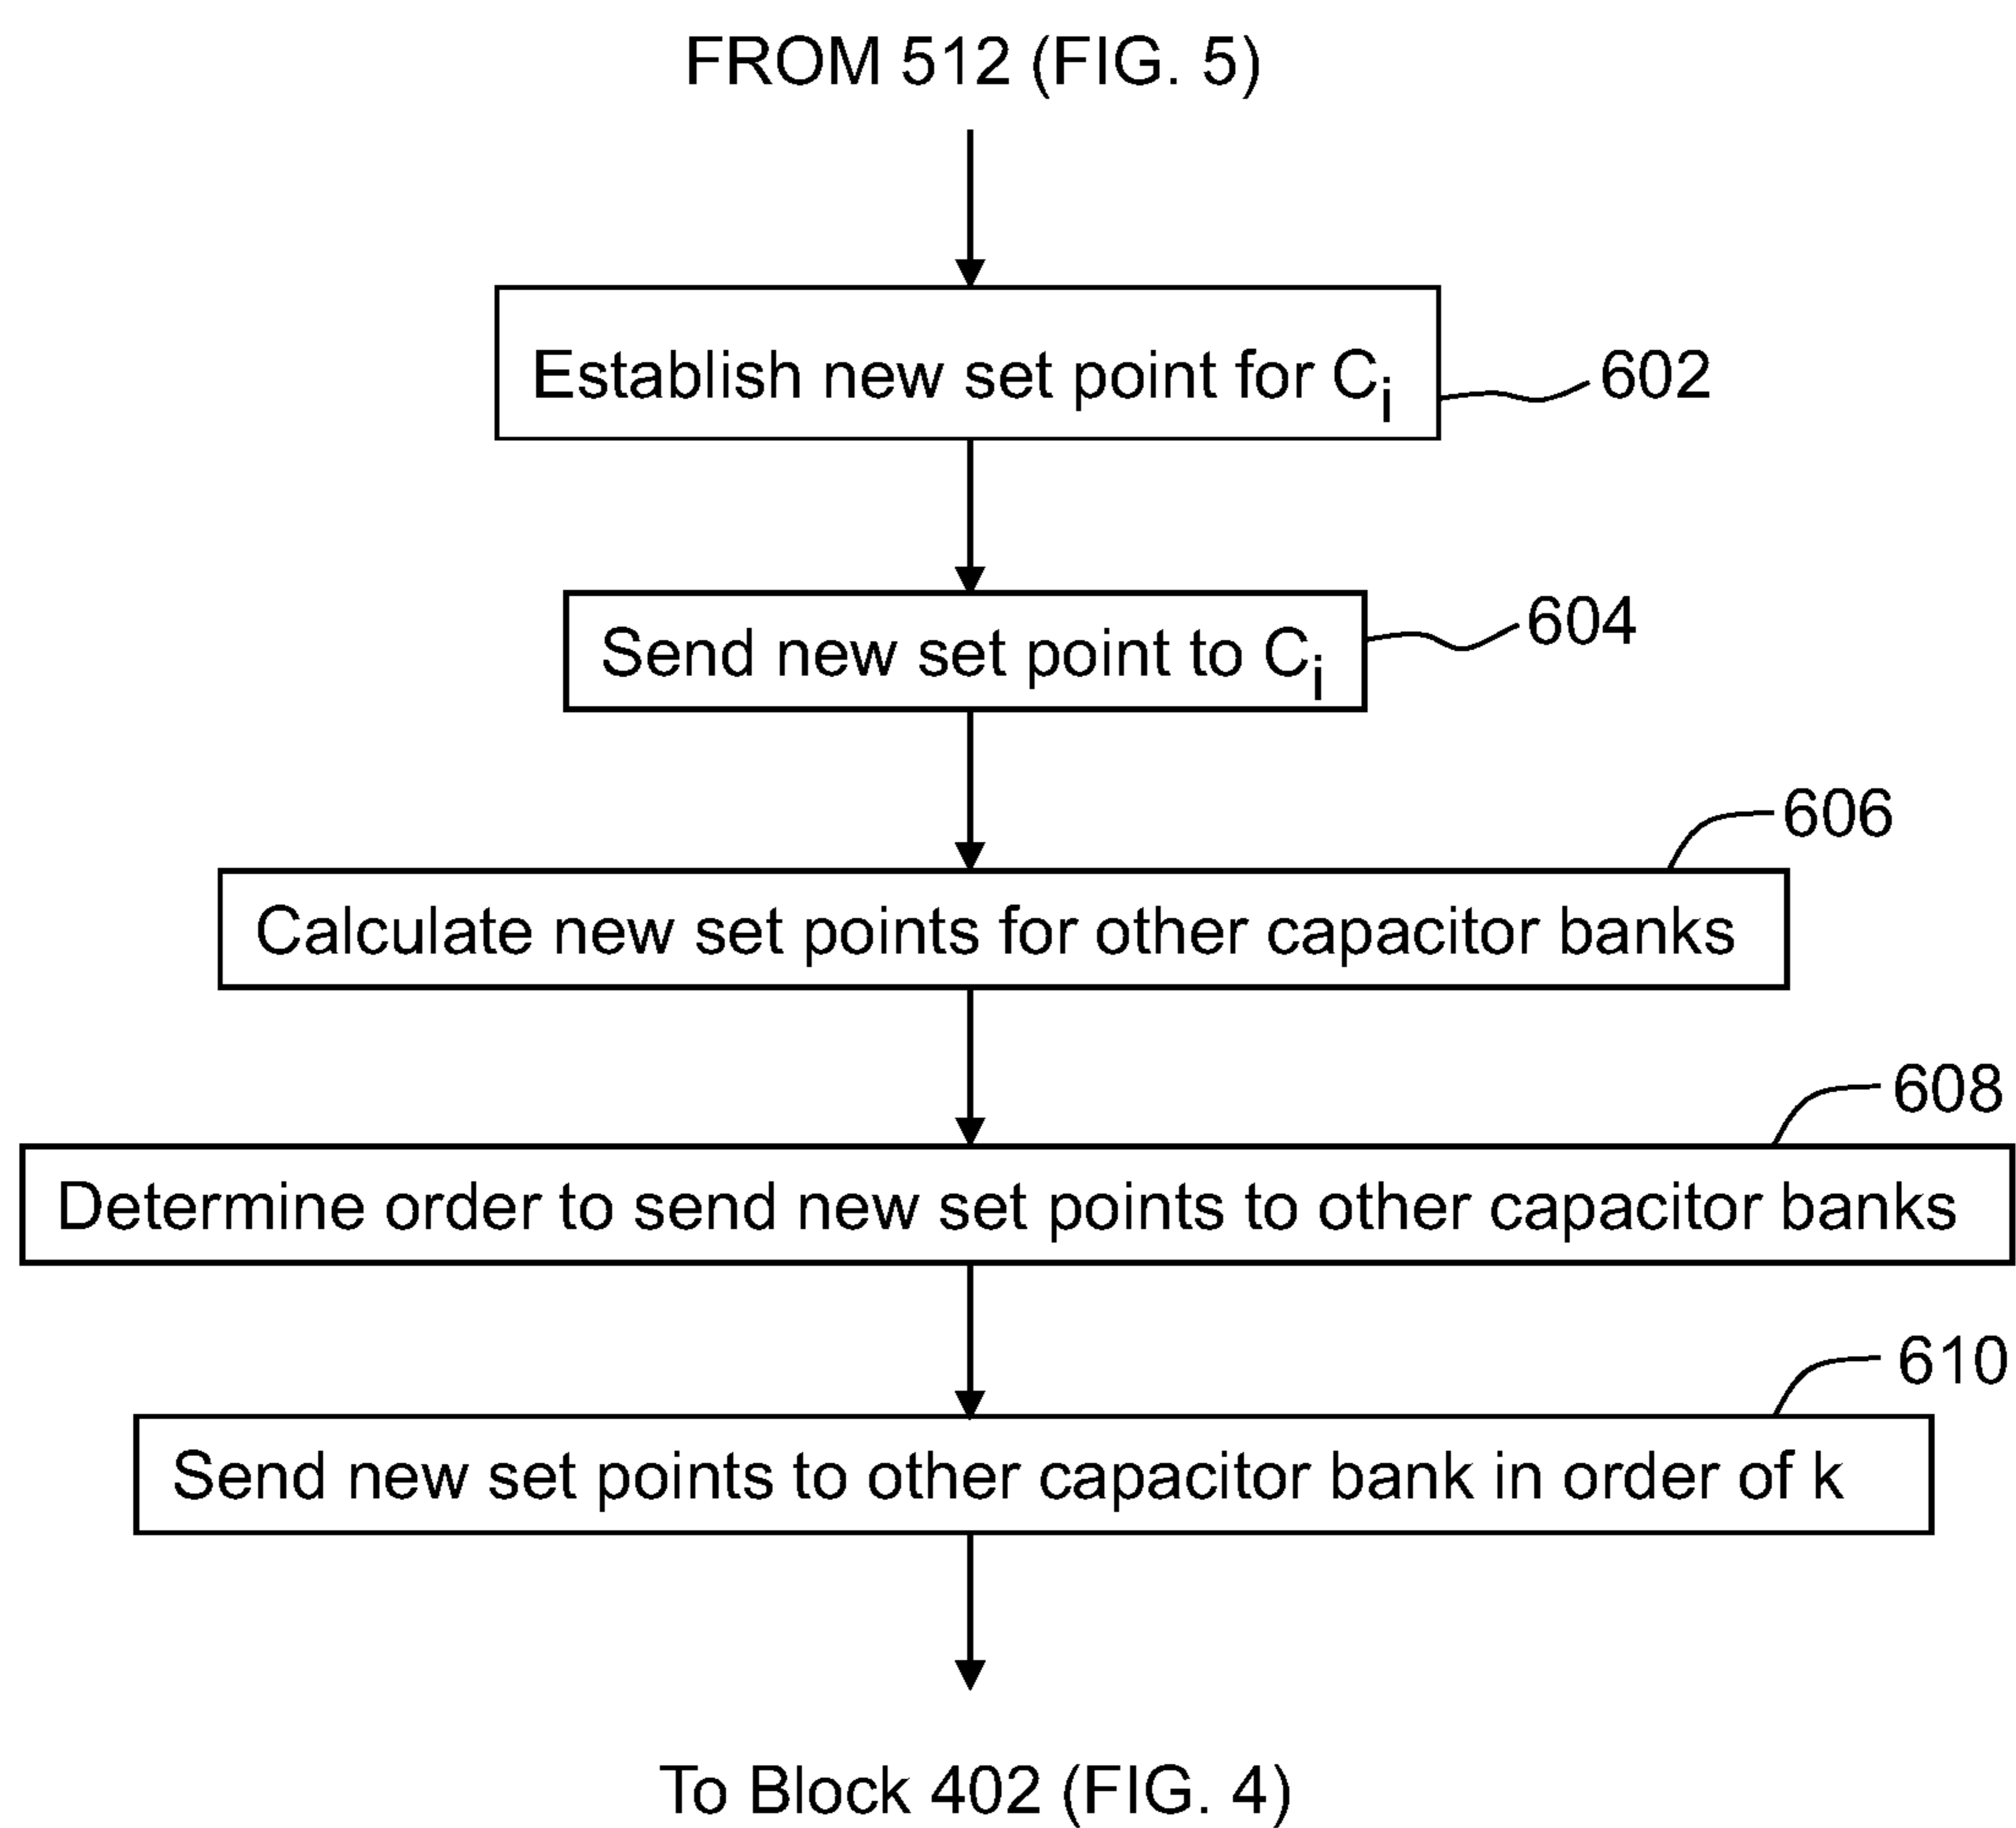 FROM 512 (FIG. 5)
Establish new set point for Ci
602
Send new set point to Ci
604
606
Calculate new set points for other capacitor banks
608
Determine order to send new set points to other capacitor banks
610
Send new set points to other capacitor bank in order of k
To Block 402 (FIG. 4)